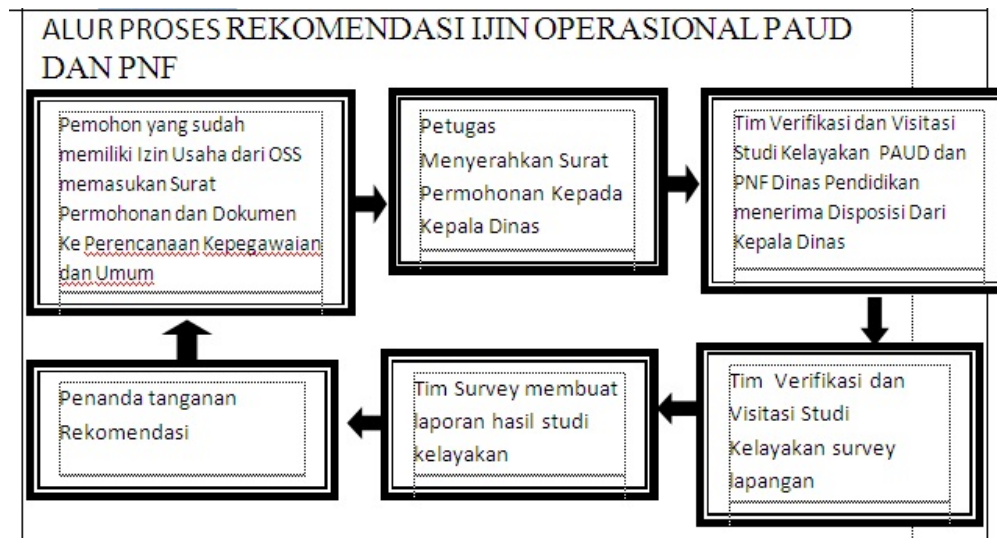 ALUR PROSES REKOMENDASI IJIN OPERASIONAL PAUD
DAN PNF
Pemohon yang sudah
memiliki Izin Usaha dari OSS
memasukan Surat
Permohonan dan Dokumen
Ke Perencanaan Kepegawaian
dan Umum
Petugas
Menyerahkan Surat
Permohonan Kepada
Kepala Dinas
Tim Verifikasi dan Visitasi
Studi Kelayakan PAUD dan
PNF Dinas Pendidikan
menerima Disposisi Dari
Kepala Dinas
Tim Verifikasi dan
Visitasi Studi
Kelayakan survey
lapangan
Tim Survey membuat
laporan hasil studi
kelayakan
Penanda tanganan
Rekomendasi